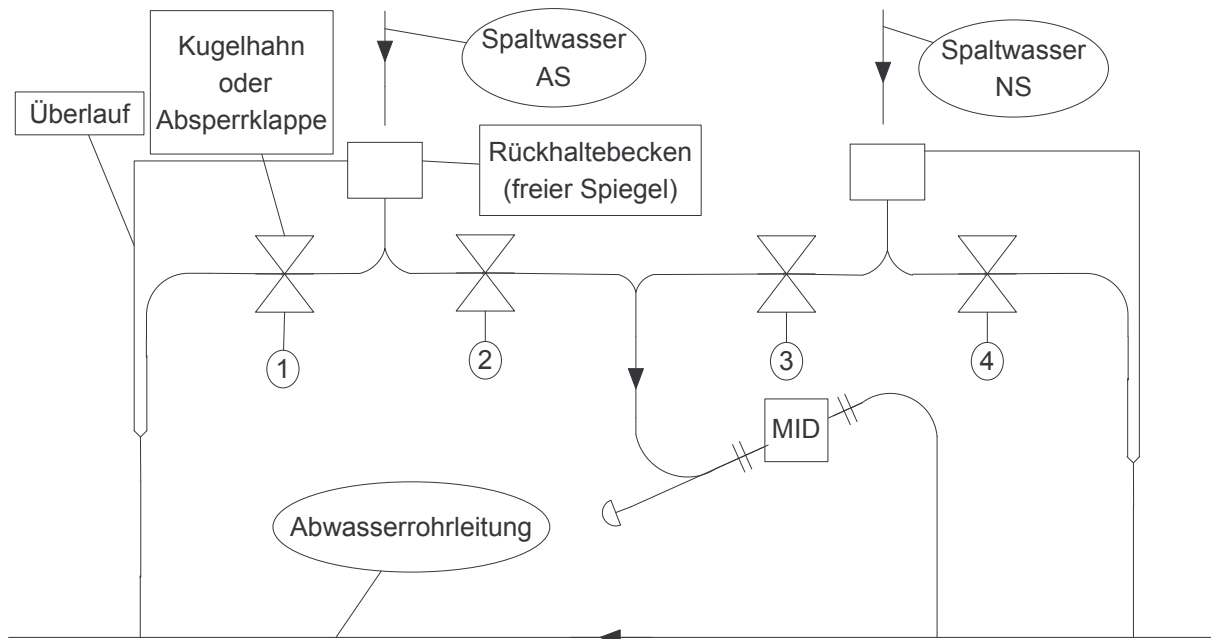 Kugelhahn
oder
Absperrklappe
Spaltwasser
AS
Spaltwasser
NS
Überlauf
Rückhaltebecken
(freier Spiegel)
1
2
3
4
MID
Abwasserrohrleitung